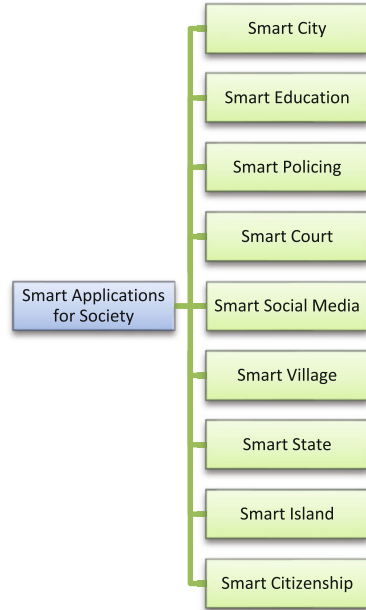 Smart Applications
for Society
Smart City
Smart Education
Smart Policing
Smart Court
Smart Social Media
Smart Village
Smart State
Smart Island
Smart Citizenship